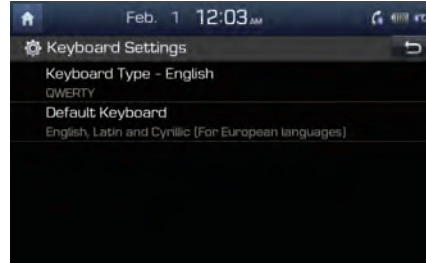 Feb. 1 12:03 AM
Keyboard Settings
Keyboard Type - English
QWERTY
Default Keyboard
English, Latin and Cyrillic (For European languages)